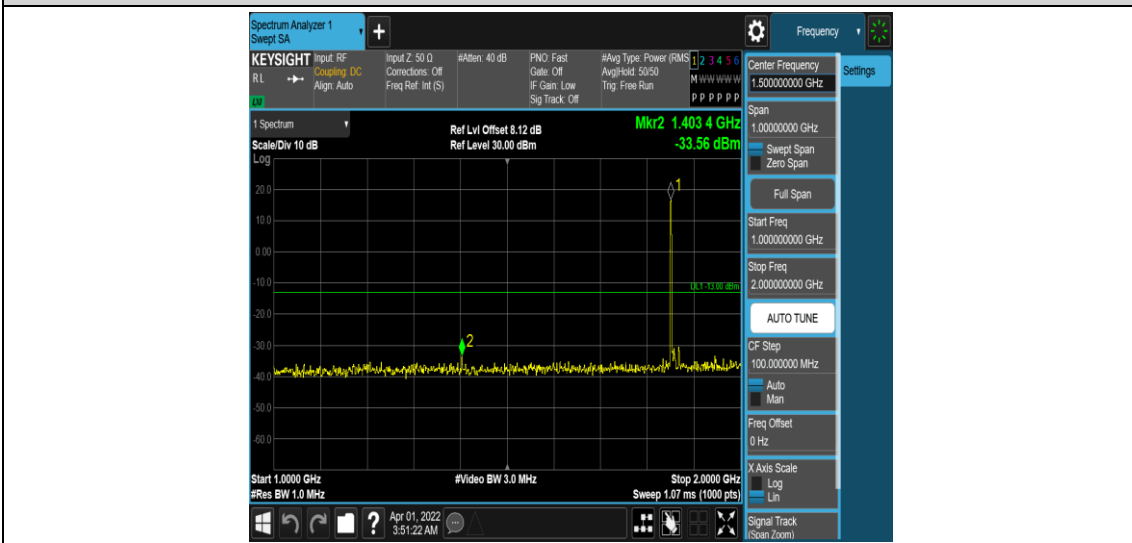 Spectrum Analyzer 1
Swept SA
+
Frequency
KEYSIGHT
RL
Input: RF
Coupling: DC
Align: Auto
Input Z: 50 Ω
Corrections: Off
Freq Ref: Int (S)
#Atten: 40 dB
PNO: Fast
Gate: Off
IF Gain: Low
Sig Track: Off
#Avg Type: Power (RMS
Avg|Hold: 50/50
Trig: Free Run
1 2 3 4 5 6
M W W W W W
P P P P P P
1 Spectrum
Scale/Div 10 dB
Log
Ref Lvl Offset 8.12 dB
Ref Level 30.00 dBm
Mkr2 1.403 4 GHz
-33.56 dBm
20.0
10.0
0.00
-10.0
-20.0
-30.0
-40.0
-50.0
-60.0
1
DL1 -13.00 dBm
2
Start 1.0000 GHz
#Res BW 1.0 MHz
#Video BW 3.0 MHz
Stop 2.0000 GHz
Sweep 1.07 ms (1000 pts)
Center Frequency
1.500000000 GHz
Settings
Span
1.00000000 GHz
Swept Span
Zero Span
Full Span
Start Freq
1.000000000 GHz
Stop Freq
2.000000000 GHz
AUTO TUNE
CF Step
100.000000 MHz
Auto
Man
Freq Offset
0 Hz
X Axis Scale
Log
Lin
Signal Track
(Span Zoom)
?
Apr 01, 2022
3:51:22 AM